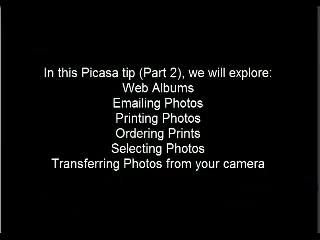 In this Picasa tip (Part 2), we will explore:
Web Albums
Emailing Photos
Printing Photos
Ordering Prints
Selecting Photos
Transferring Photos from your camera